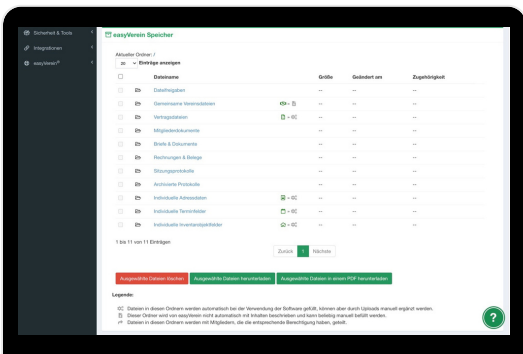 Sicherheit & Tools
Integrationen
easyVerein®
easyVerein Speicher
Aktueller Ordner: /
20 Einträge anzeigen
Dateiname Größe Geändert am Zugehörigkeit
Dateifreigaben -- -- --
Gemeinsame Vereinsdateien -- -- --
Vertragsdateien -- -- --
Mitgliederdokumente -- -- --
Briefe & Dokumente -- -- --
Rechnungen & Belege -- -- --
Sitzungsprotokolle -- -- --
Archivierte Protokolle -- -- --
Individuelle Adressdaten -- -- --
Individuelle Terminfelder -- -- --
Individuelle Inventarobjektfelder -- -- --
1 bis 11 von 11 Einträgen
Zurück 1 Nächste
Ausgewählte Dateien löschen Ausgewählte Dateien herunterladen Ausgewählte Dateien in einem PDF herunterladen
Legende:
Dateien in diesen Ordnern werden automatisch bei der Verwendung der Software gefüllt, können aber durch Uploads manuell ergänzt werden.
Dieser Ordner wird von easyVerein nicht automatisch mit Inhalten beschrieben und kann beliebig manuell befüllt werden.
Dateien in diesem Ordnern werden mit Mitgliedern, die die entsprechende Berechtigung haben, geteilt.
?